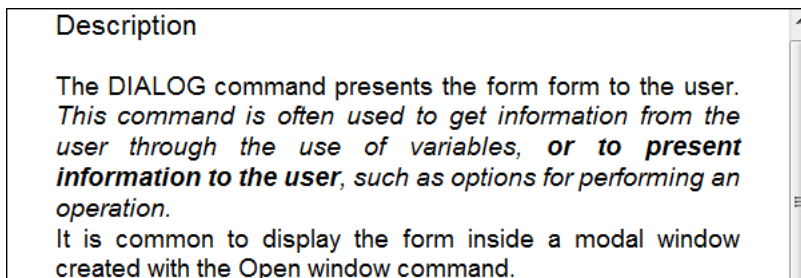 Description
The DIALOG command presents the form form to the user.
This command is often used to get information from the
user through the use of variables, or to present
information to the user, such as options for performing an
operation.
It is common to display the form inside a modal window
created with the Open window command.